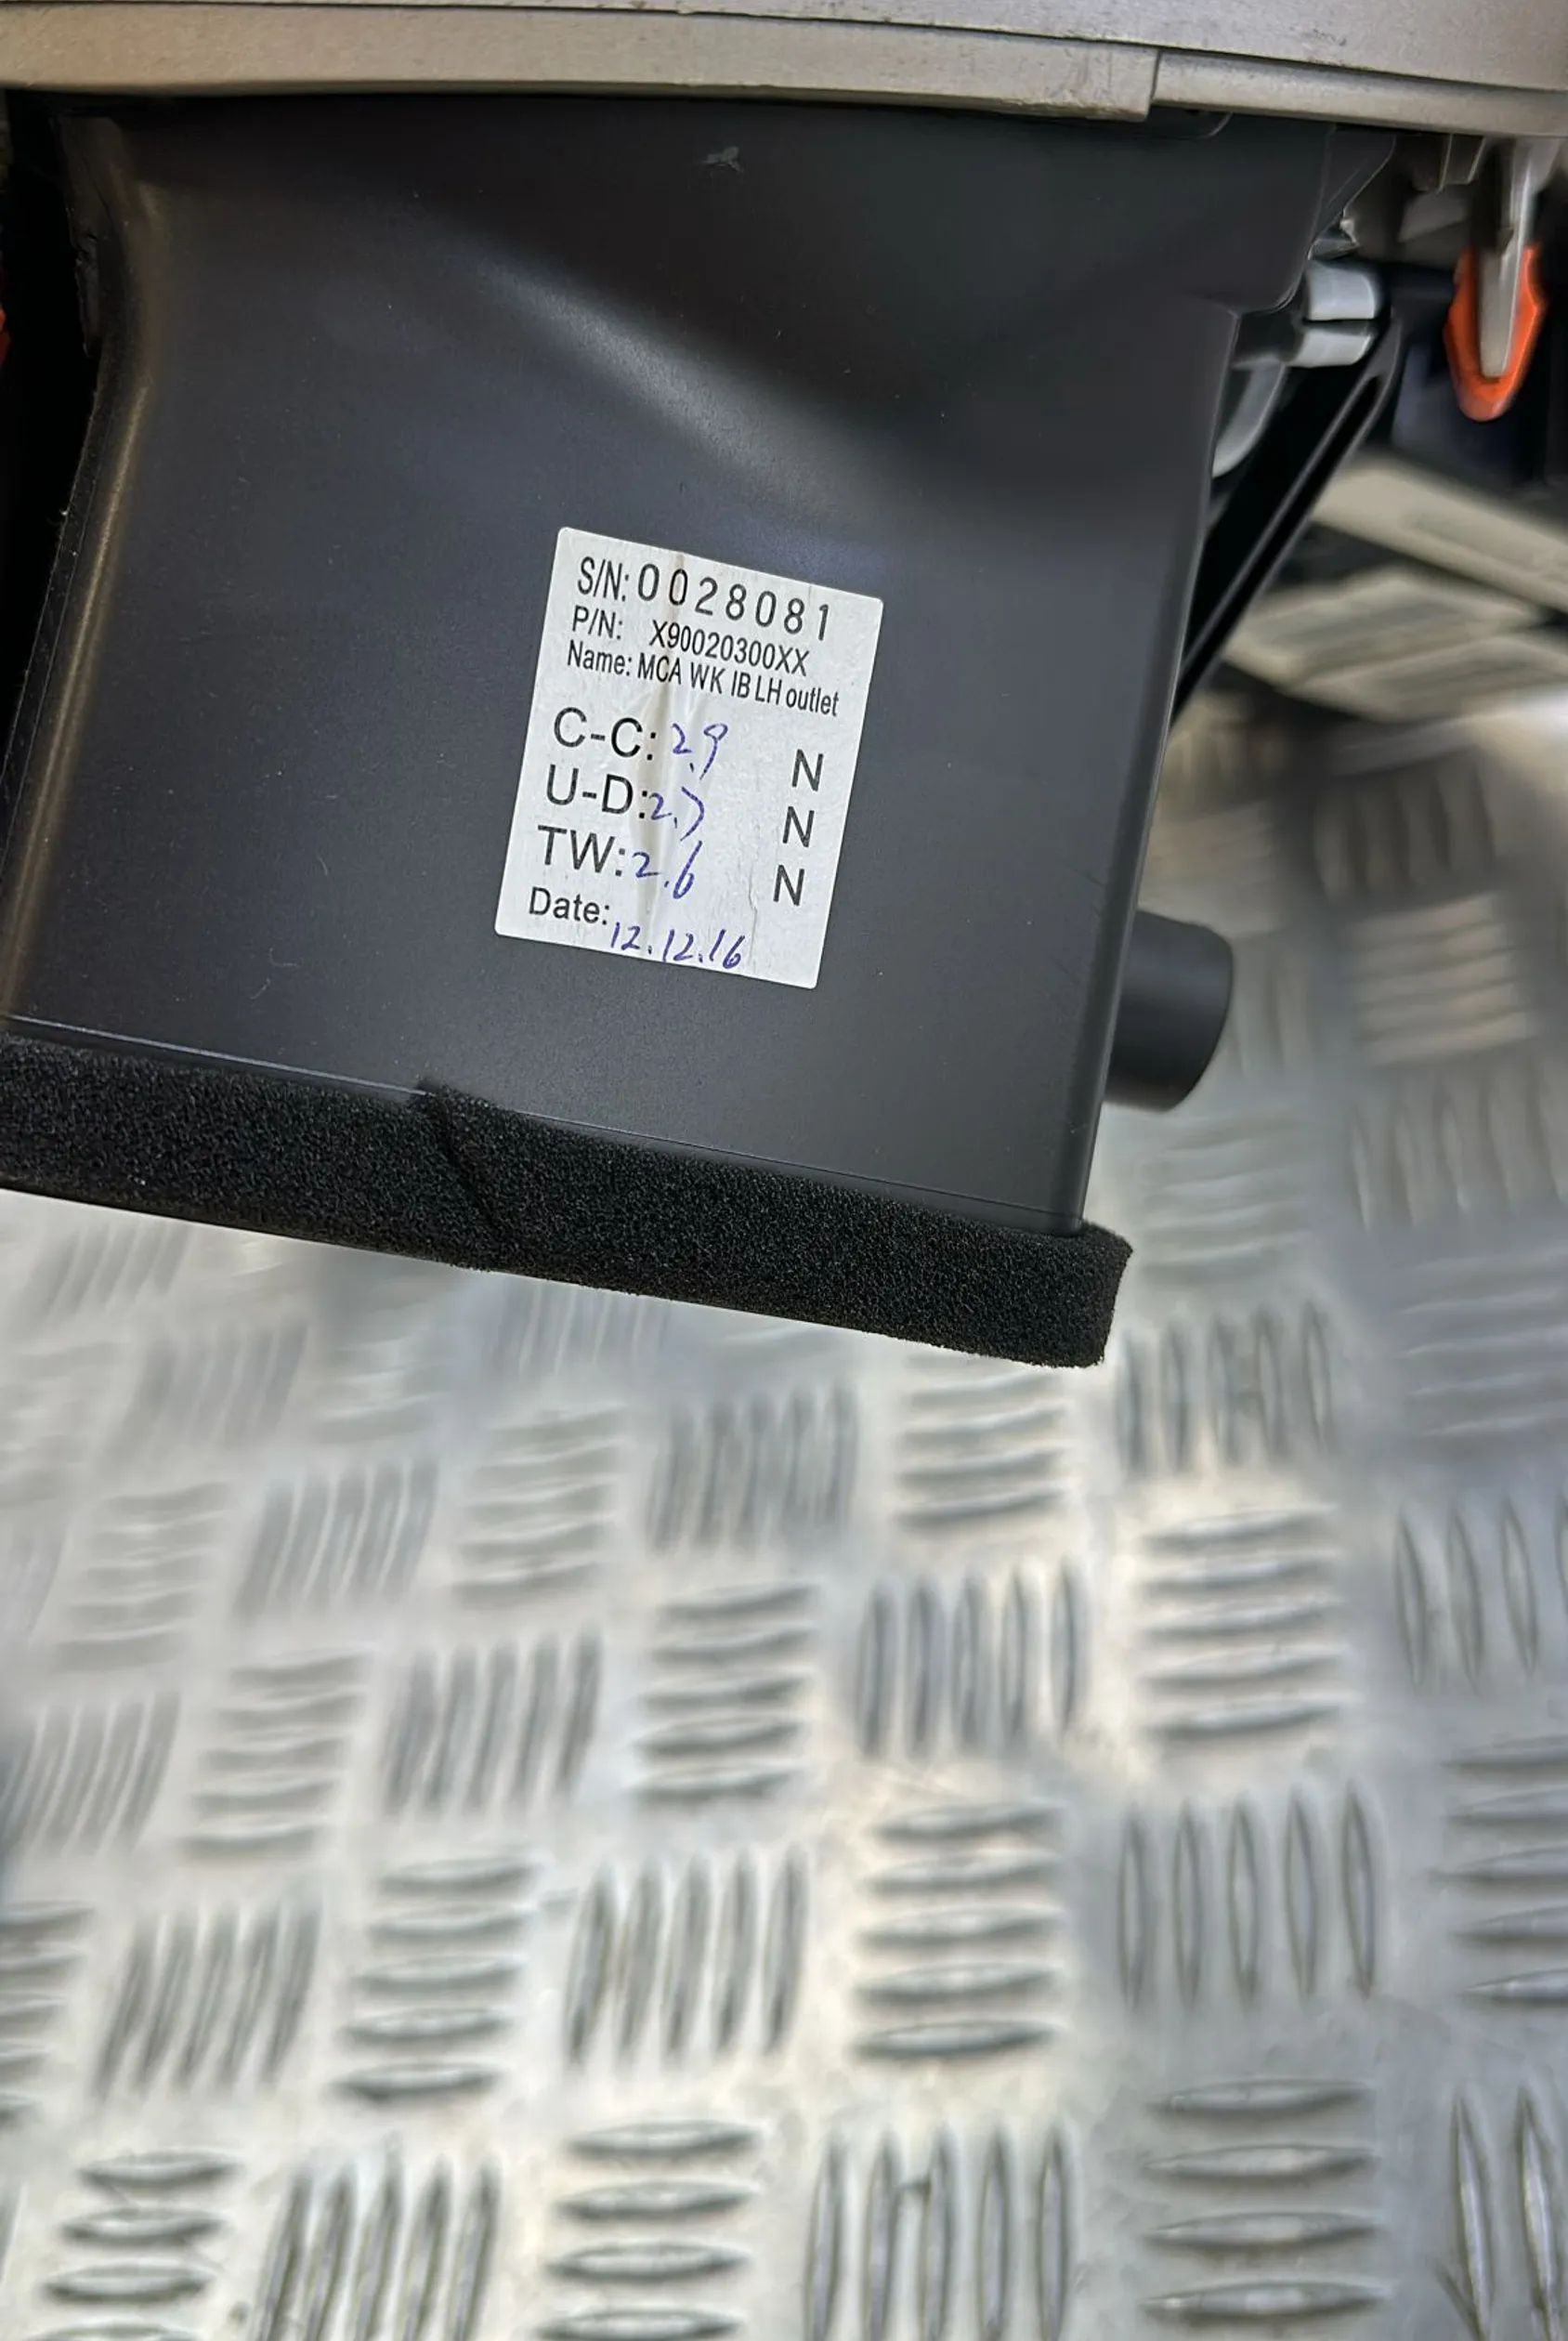 S/N: 0028081
P/N: X90020300XX
Name: MCA WK IB LH outlet
C-C: 2.9 N
U-D: 2.7 N
TW: 2.6 N
Date: 12.12.16